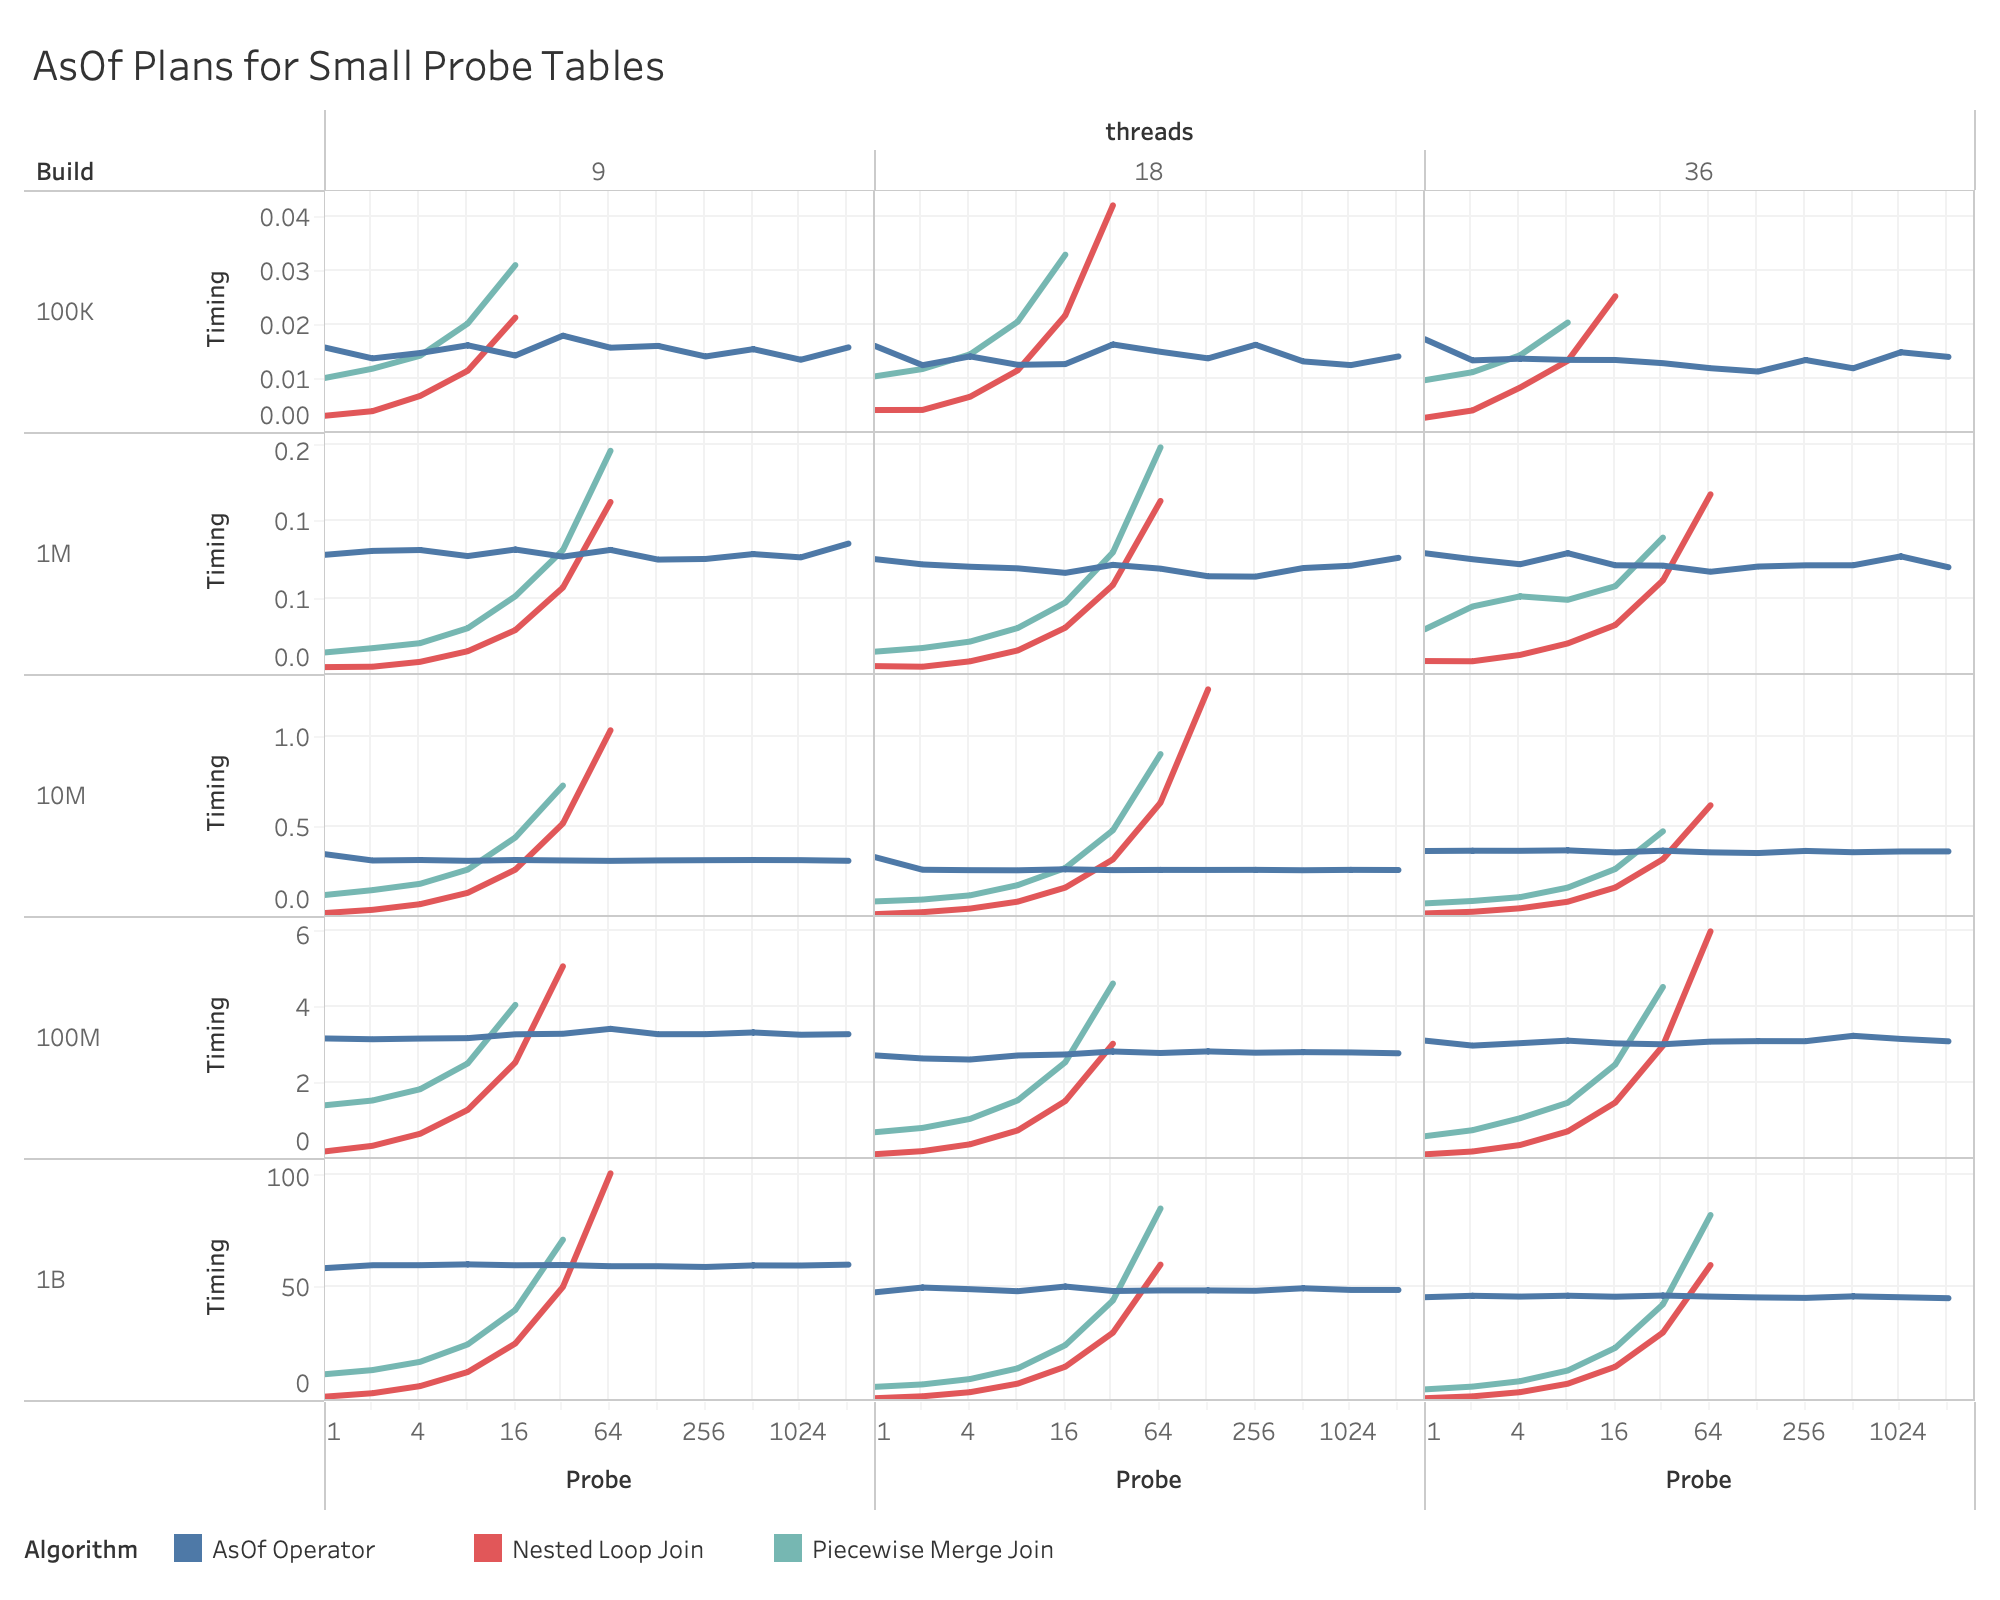 AsOf Plans for Small Probe Tables
threads
Build 9 18 36
100K Timing 0.04 0.03 0.02 0.01 0.00
1M Timing 0.2 0.1 0.1 0.0
10M Timing 1.0 0.5 0.0
100M Timing 6 4 2 0
1B Timing 100 50 0
1 4 16 64 256 1024 1 4 16 64 256 1024 1 4 16 64 256 1024
Probe Probe Probe
Algorithm AsOf Operator Nested Loop Join Piecewise Merge Join